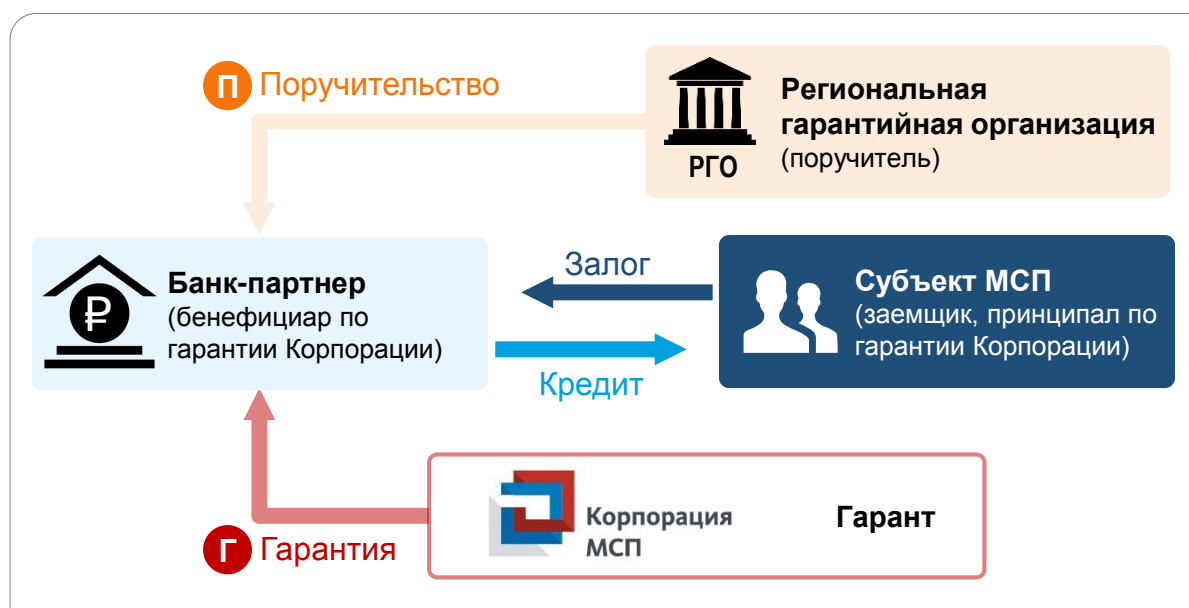 П Поручительство
Региональная
гарантийная организация
(поручитель)
РГО
Банк-партнер
(бенефициар по
гарантии Корпорации)
₽
Залог
Кредит
Субъект МСП
(заемщик, принципал по
гарантии Корпорации)
Г Гарантия
Корпорация
МСП
Гарант